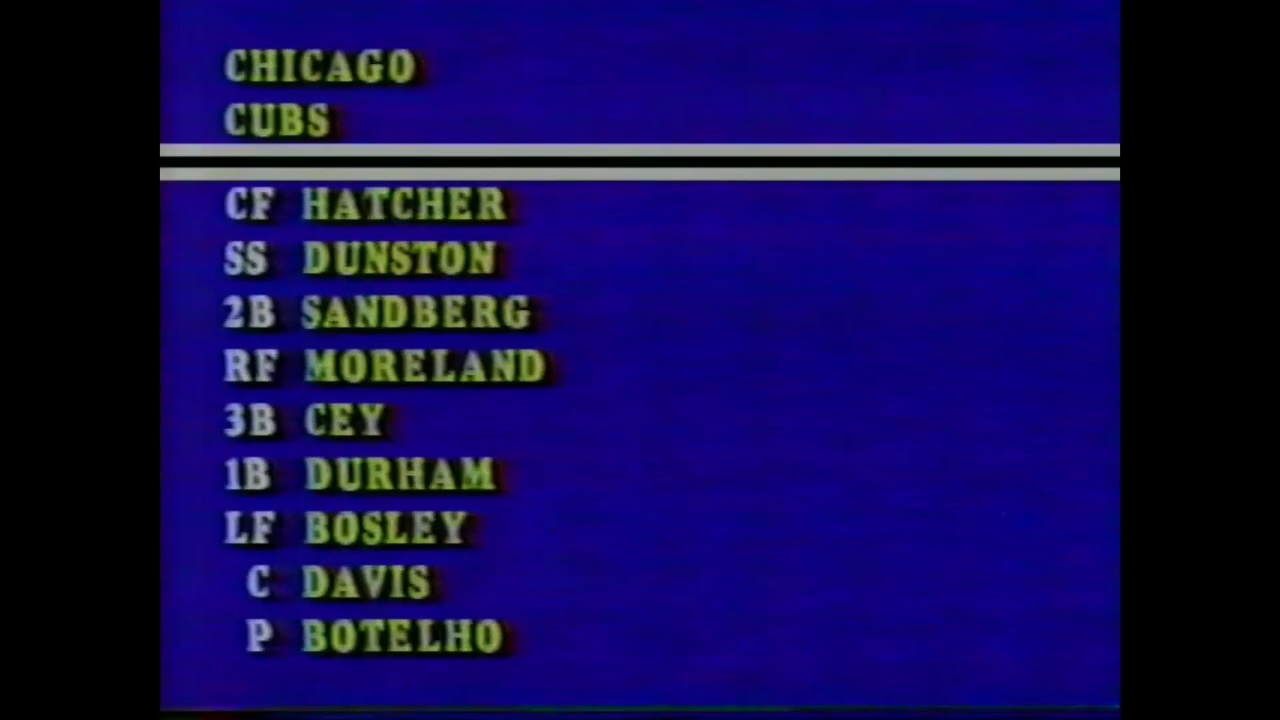 CHICAGO
CUBS
CF HATCHER
SS DUNSTON
2B SANDBERG
RF MORELAND
3B CEY
1B DURHAM
LF BOSLEY
C DAVIS
P BOTELHO